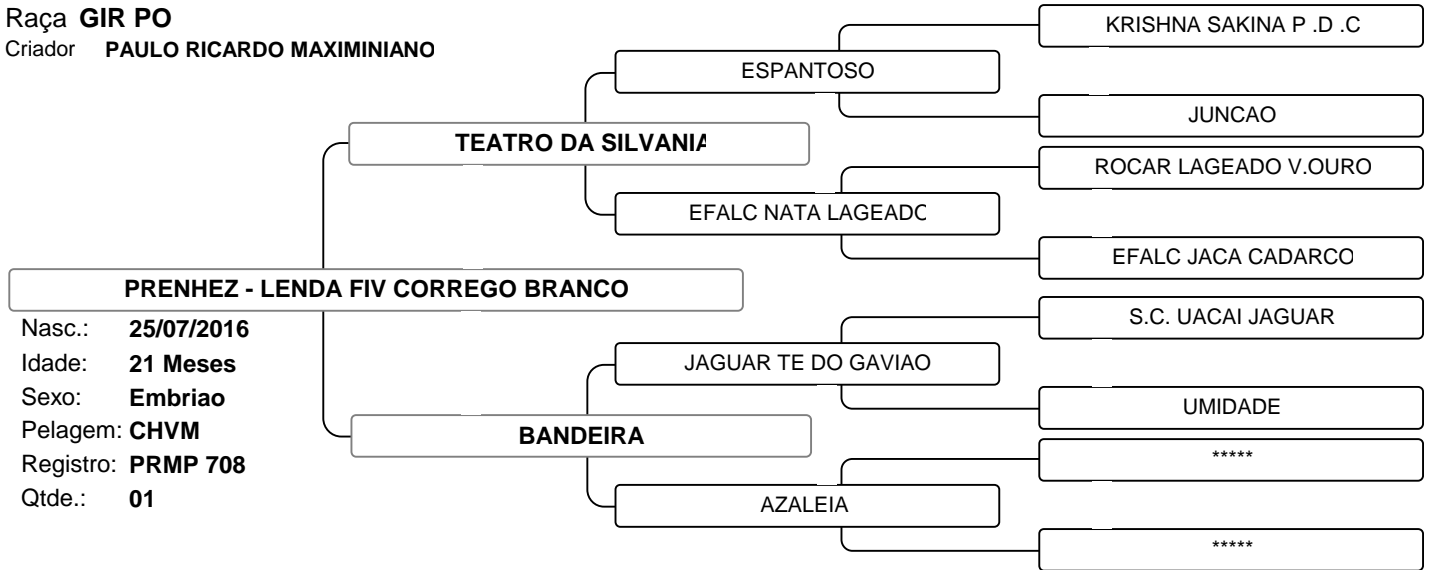 Raça GIR PO
Criador PAULO RICARDO MAXIMINIANO
KRISHNA SAKINA P .D .C
ESPANTOSO
JUNCAO
TEATRO DA SILVANIA
ROCAR LAGEADO V.OURO
EFALC NATA LAGEADO
EFALC JACA CADARCO
PRENHEZ - LENDA FIV CORREGO BRANCO
S.C. UACAI JAGUAR
JAGUAR TE DO GAVIAO
UMIDADE
BANDEIRA
*****
AZALEIA
*****
Nasc.: 25/07/2016
Idade: 21 Meses
Sexo: Embriao
Pelagem: CHVM
Registro: PRMP 708
Qtde.: 01